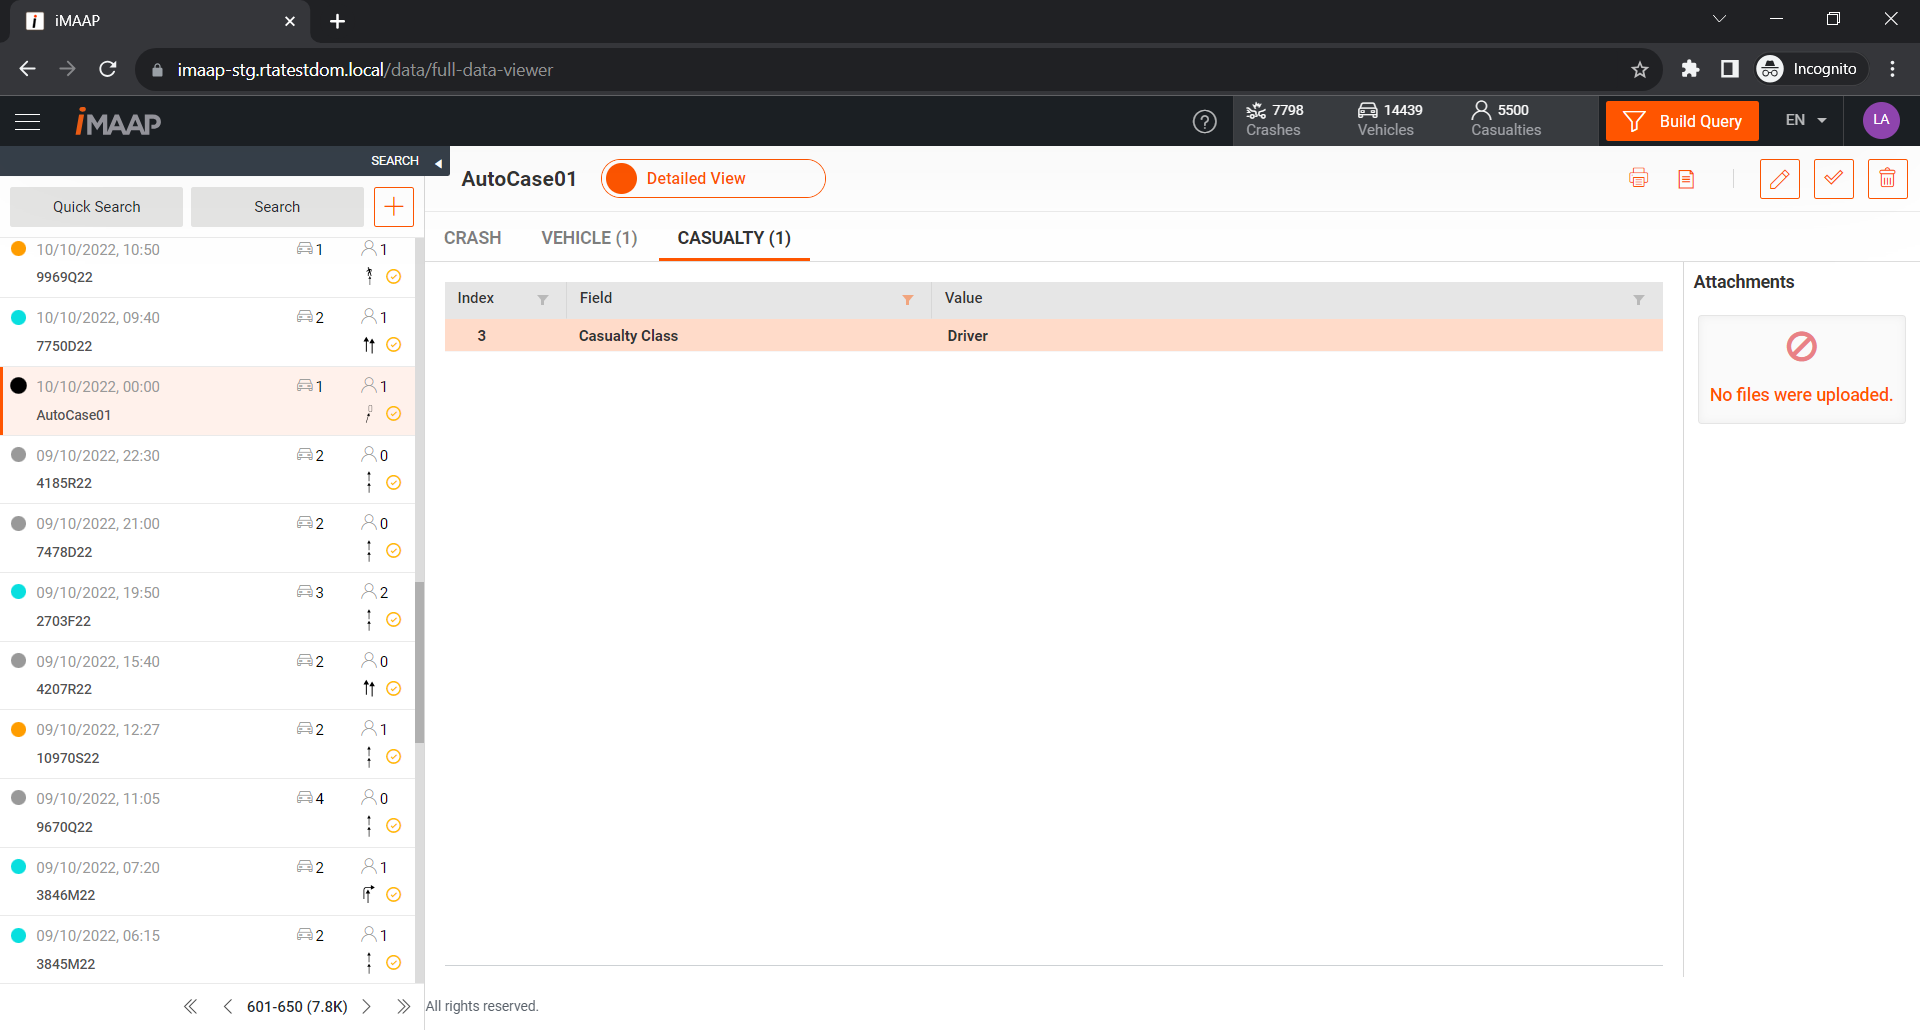 iMAAP
imaap-stg.rtatestdom.local/data/full-data-viewer
Incognito
iMAAP
7798
Crashes
14439
Vehicles
5500
Casualties
Build Query
EN
LA
SEARCH
Quick Search
Search
10/10/2022, 10:50 1 1
9969Q22
10/10/2022, 09:40 2 1
7750D22
10/10/2022, 00:00 1 1
AutoCase01
09/10/2022, 22:30 2 0
4185R22
09/10/2022, 21:00 2 0
7478D22
09/10/2022, 19:50 3 2
2703F22
09/10/2022, 15:40 2 0
4207R22
09/10/2022, 12:27 2 1
10970S22
09/10/2022, 11:05 4 0
9670Q22
09/10/2022, 07:20 2 1
3846M22
09/10/2022, 06:15 2 1
3845M22
601-650 (7.8K)
AutoCase01
Detailed View
CRASH VEHICLE (1) CASUALTY (1)
Index Field Value
3 Casualty Class Driver
Attachments
No files were uploaded.
All rights reserved.